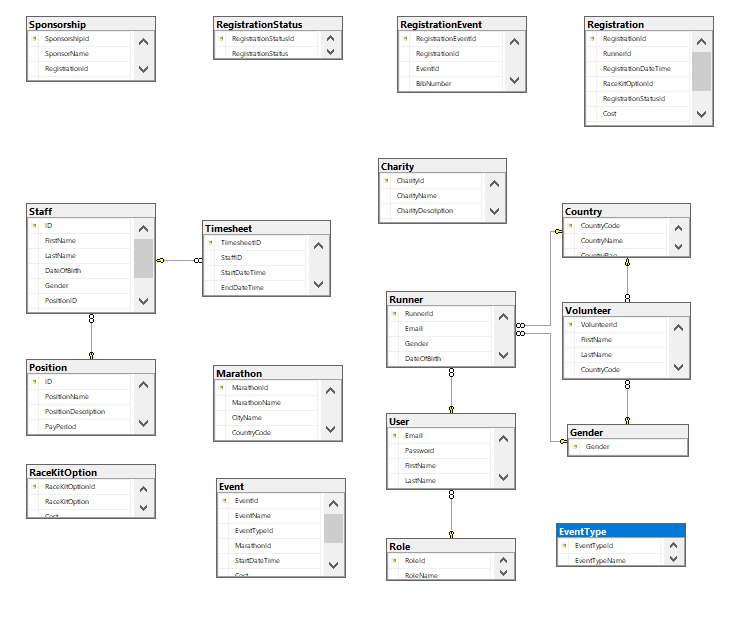 Sponsorship
SponsorshipId
SponsorName
RegistrationId
RegistrationStatus
RegistrationStatusId
RegistrationStatus
RegistrationEvent
RegistrationEventId
RegistrationId
EventId
BibNumber
Registration
RegistrationId
RunnerId
RegistrationDateTime
RaceKitOptionId
RegistrationStatusId
Cost
Charity
CharityId
CharityName
CharityDescription
Staff
ID
FirstName
LastName
DateOfBirth
Gender
PositionID
Timesheet
TimesheetID
StaffID
StartDateTime
EndDateTime
Country
CountryCode
CountryName
CountryFlag
Runner
RunnerId
Email
Gender
DateOfBirth
Volunteer
VolunteerId
FirstName
LastName
CountryCode
Position
ID
PositionName
PositionDescription
PayPeriod
Marathon
MarathonId
MarathonName
CityName
CountryCode
User
Email
Password
FirstName
LastName
Gender
Gender
RaceKitOption
RaceKitOptionId
RaceKitOption
Cost
Event
EventId
EventName
EventTypeId
MarathonId
StartDateTime
Cost
Role
RoleId
RoleName
EventType
EventTypeId
EventTypeName